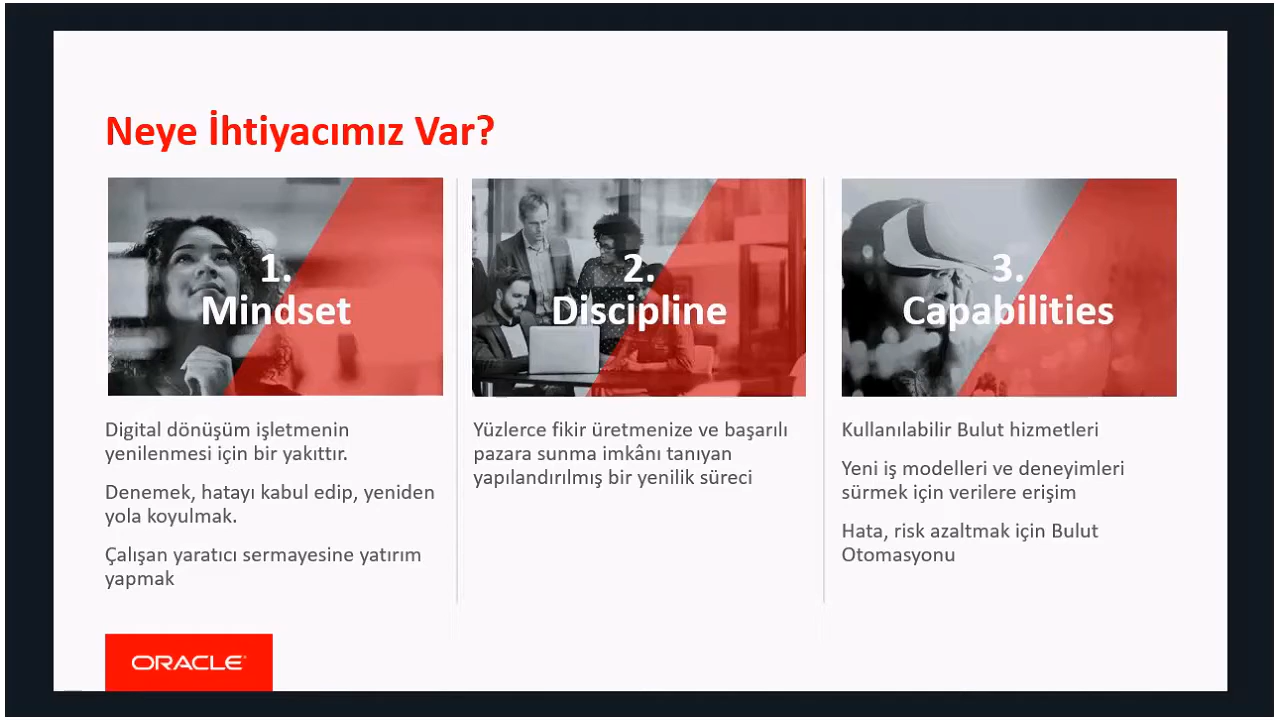 Neye İhtiyacımız Var?
1.
Mindset
Digital dönüşüm işletmenin
yenilenmesi için bir yakıttır.
Denemek, hatayı kabul edip, yeniden
yola koyulmak.
Çalışan yaratıcı sermayesine yatırım
yapmak
2.
Discipline
Yüzlerce fikir üretmenize ve başarılı
pazara sunma imkânı tanıyan
yapılandırılmış bir yenilik süreci
3.
Capabilities
Kullanılabilir Bulut hizmetleri
Yeni iş modelleri ve deneyimleri
sürmek için verilere erişim
Hata, risk azaltmak için Bulut
Otomasyonu
ORACLE